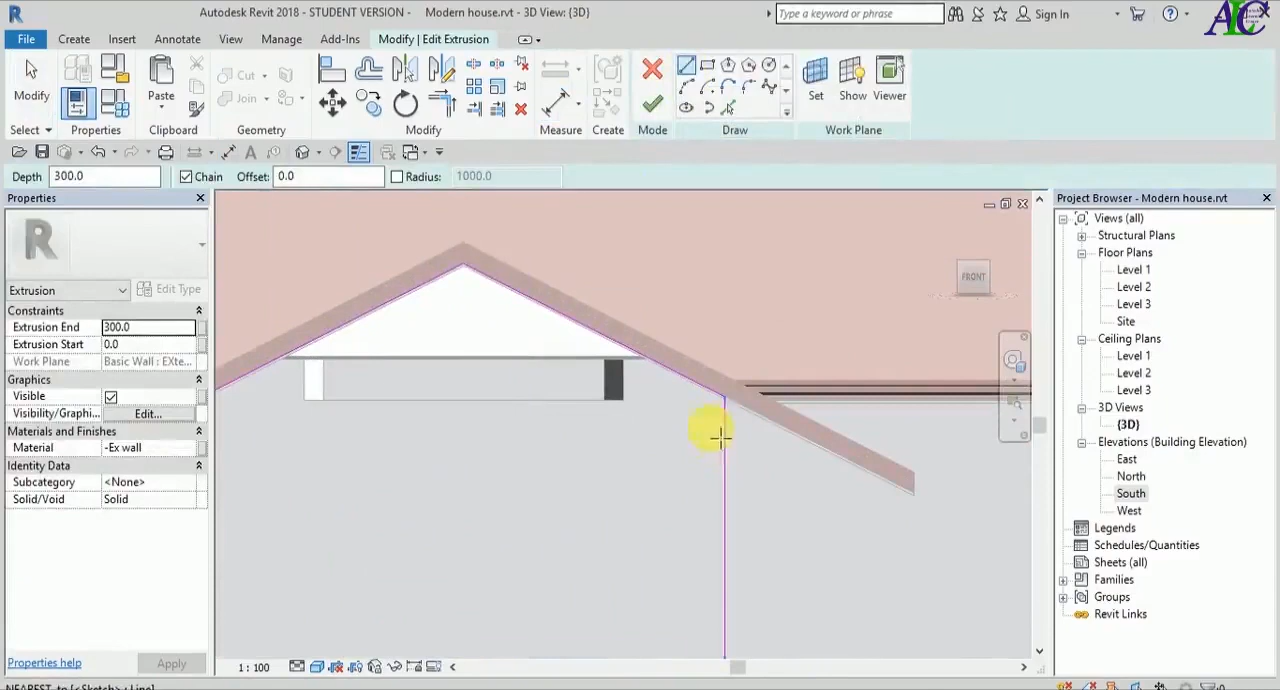 Autodesk Revit 2018 - STUDENT VERSION - Modern house.rvt - 3D View: {3D}
Type a keyword or phrase
Sign In
ALC
File Create Insert Annotate View Manage Add-Ins Modify | Edit Extrusion
Modify
Paste
Cut
Join
Set Show Viewer
Select Properties Clipboard Geometry Modify Measure Create Mode Draw Work Plane
Depth 300.0 Chain Offset: 0.0 Radius: 1000.0
Properties
Extrusion Edit Type
Constraints
Extrusion End 300.0
Extrusion Start 0.0
Work Plane Basic Wall : EXte...
Graphics
Visible
Visibility/Graphi... Edit...
Materials and Finishes
Material -Ex wall
Identity Data
Subcategory <None>
Solid/Void Solid
Properties help Apply
FRONT
1 : 100
Project Browser - Modern house.rvt
Views (all)
Structural Plans
Floor Plans
Level 1
Level 2
Level 3
Site
Ceiling Plans
Level 1
Level 2
Level 3
3D Views
{3D}
Elevations (Building Elevation)
East
North
South
West
Legends
Schedules/Quantities
Sheets (all)
Families
Groups
Revit Links
NEAREST to [<Sketch> : Line]